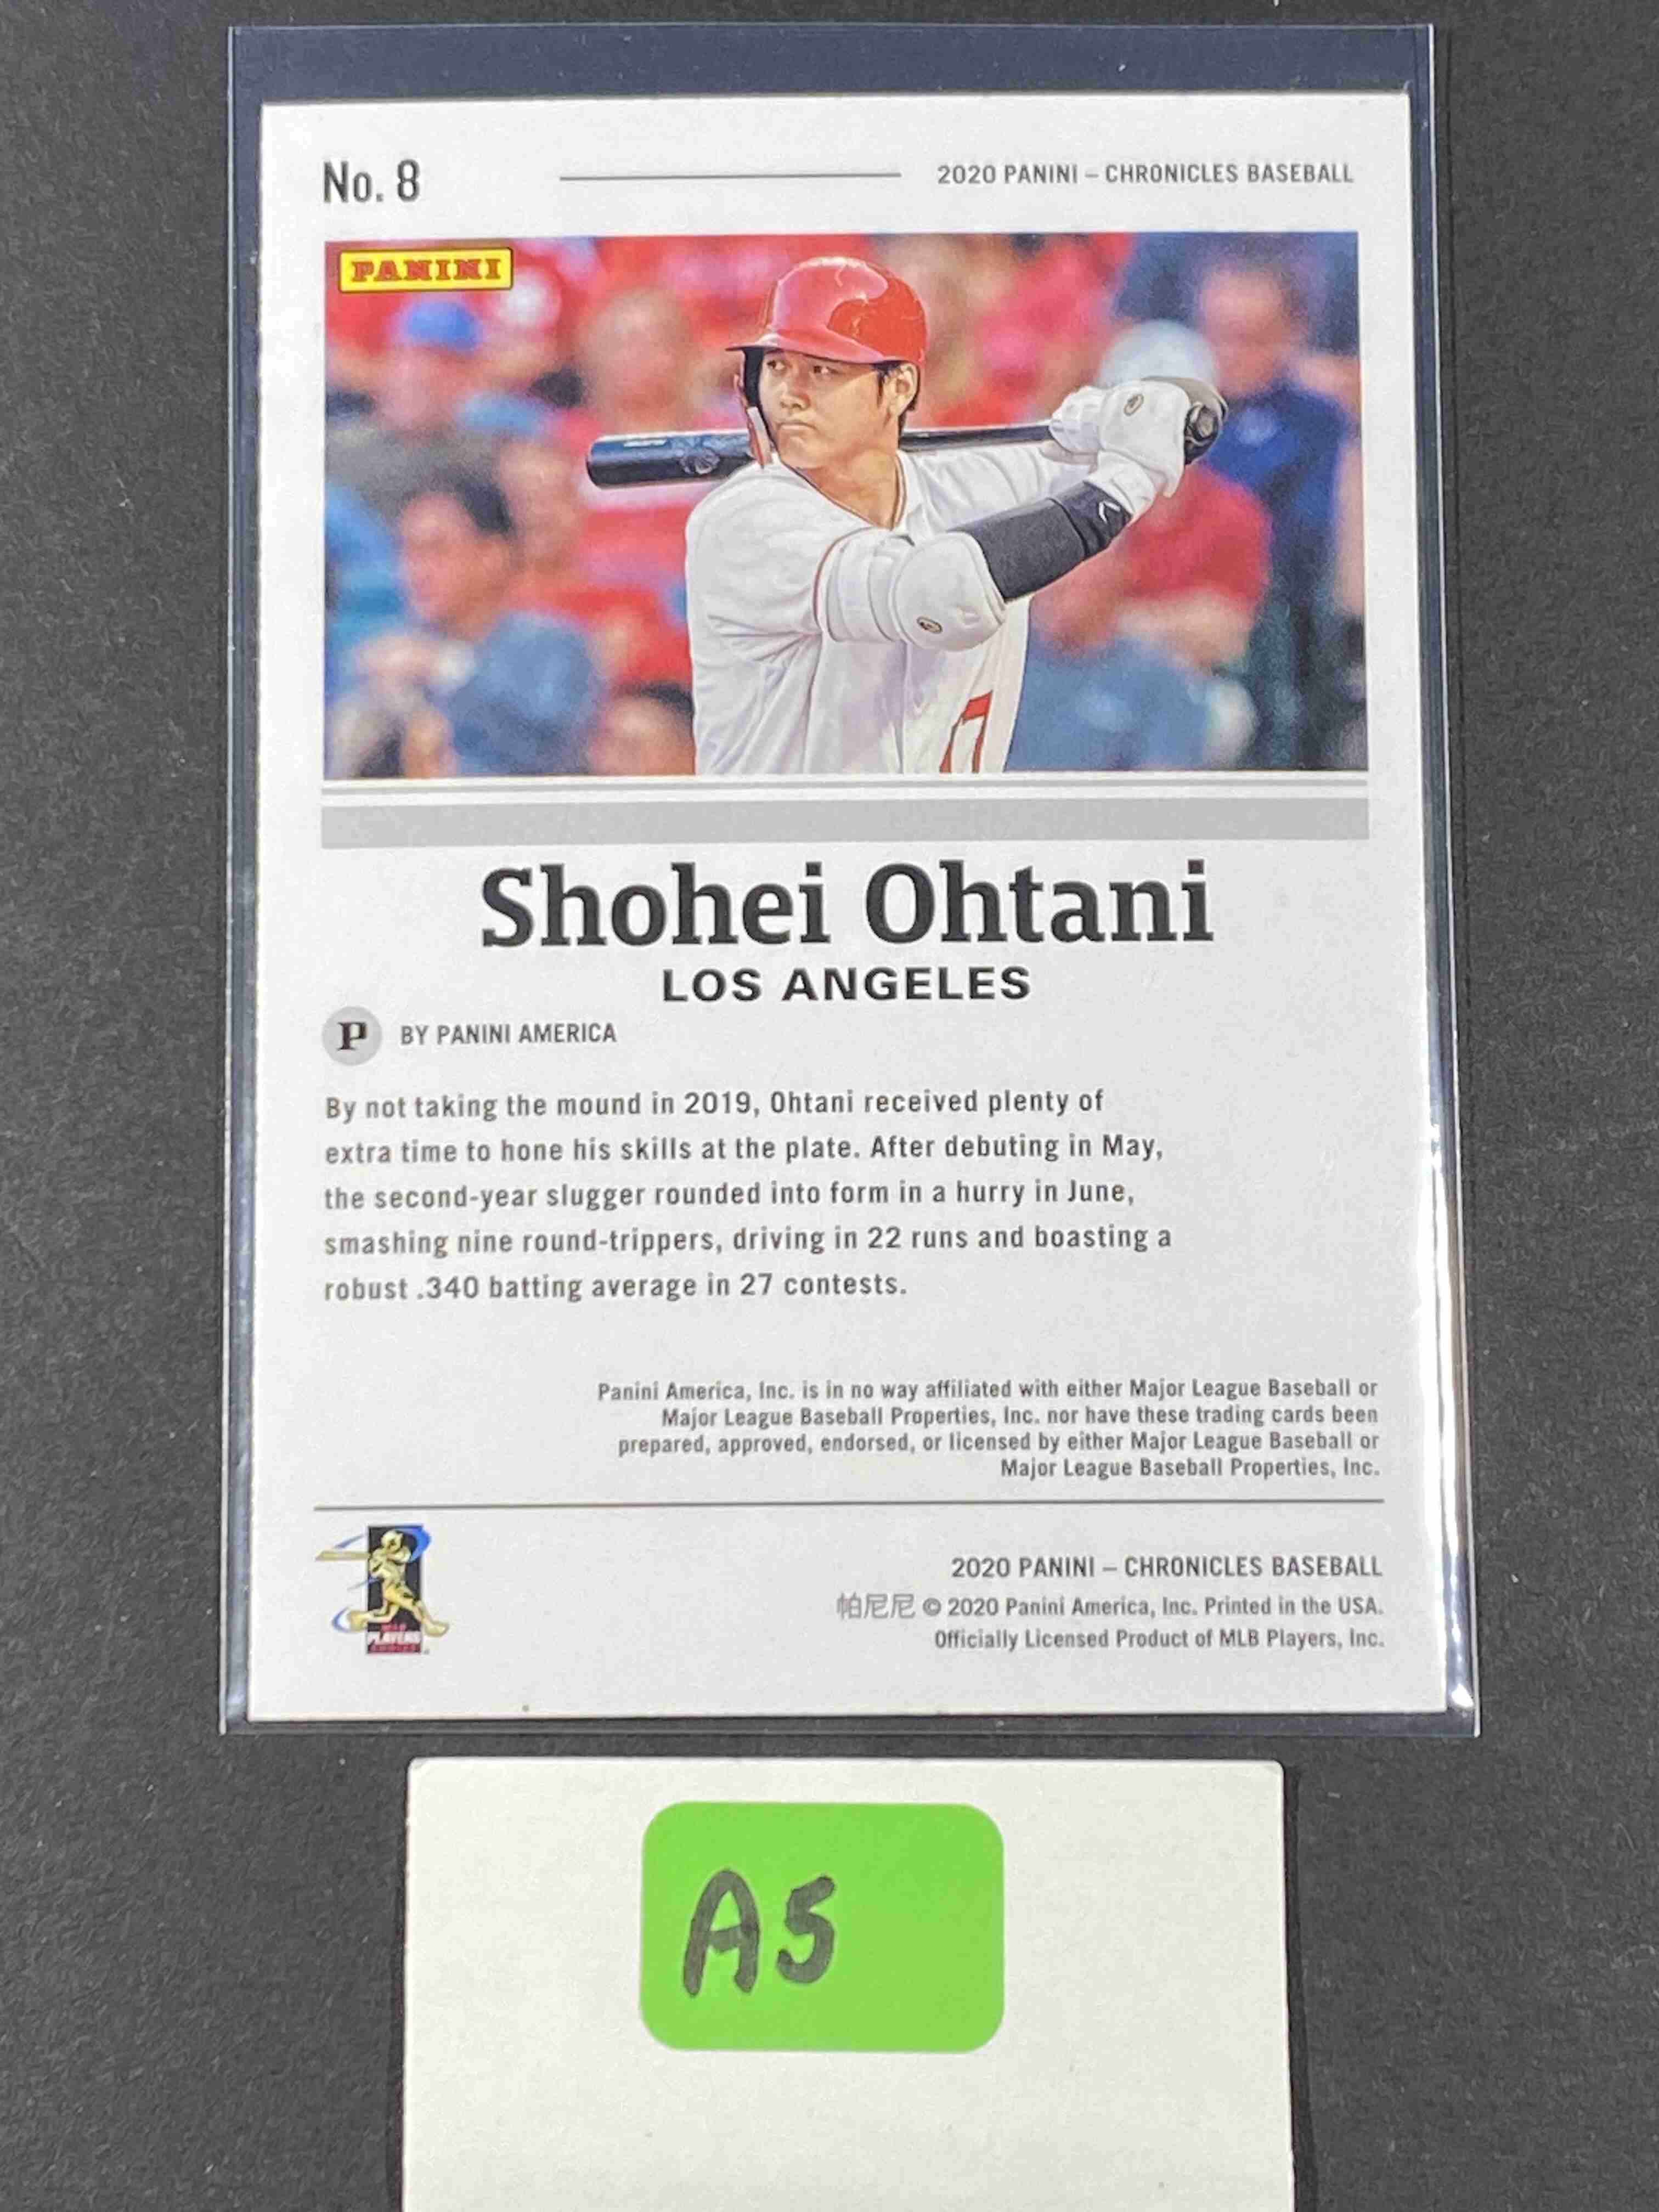 No. 8
2020 PANINI – CHRONICLES BASEBALL
PANINI
Shohei Ohtani
LOS ANGELES
P BY PANINI AMERICA
By not taking the mound in 2019, Ohtani received plenty of
extra time to hone his skills at the plate. After debuting in May,
the second-year slugger rounded into form in a hurry in June,
smashing nine round-trippers, driving in 22 runs and boasting a
robust .340 batting average in 27 contests.
Panini America, Inc. is in no way affiliated with either Major League Baseball or
Major League Baseball Properties, Inc. nor have these trading cards been
prepared, approved, endorsed, or licensed by either Major League Baseball or
Major League Baseball Properties, Inc.
PLAYERS
2020 PANINI – CHRONICLES BASEBALL
帕尼尼 © 2020 Panini America, Inc. Printed in the USA.
Officially Licensed Product of MLB Players, Inc.
A5